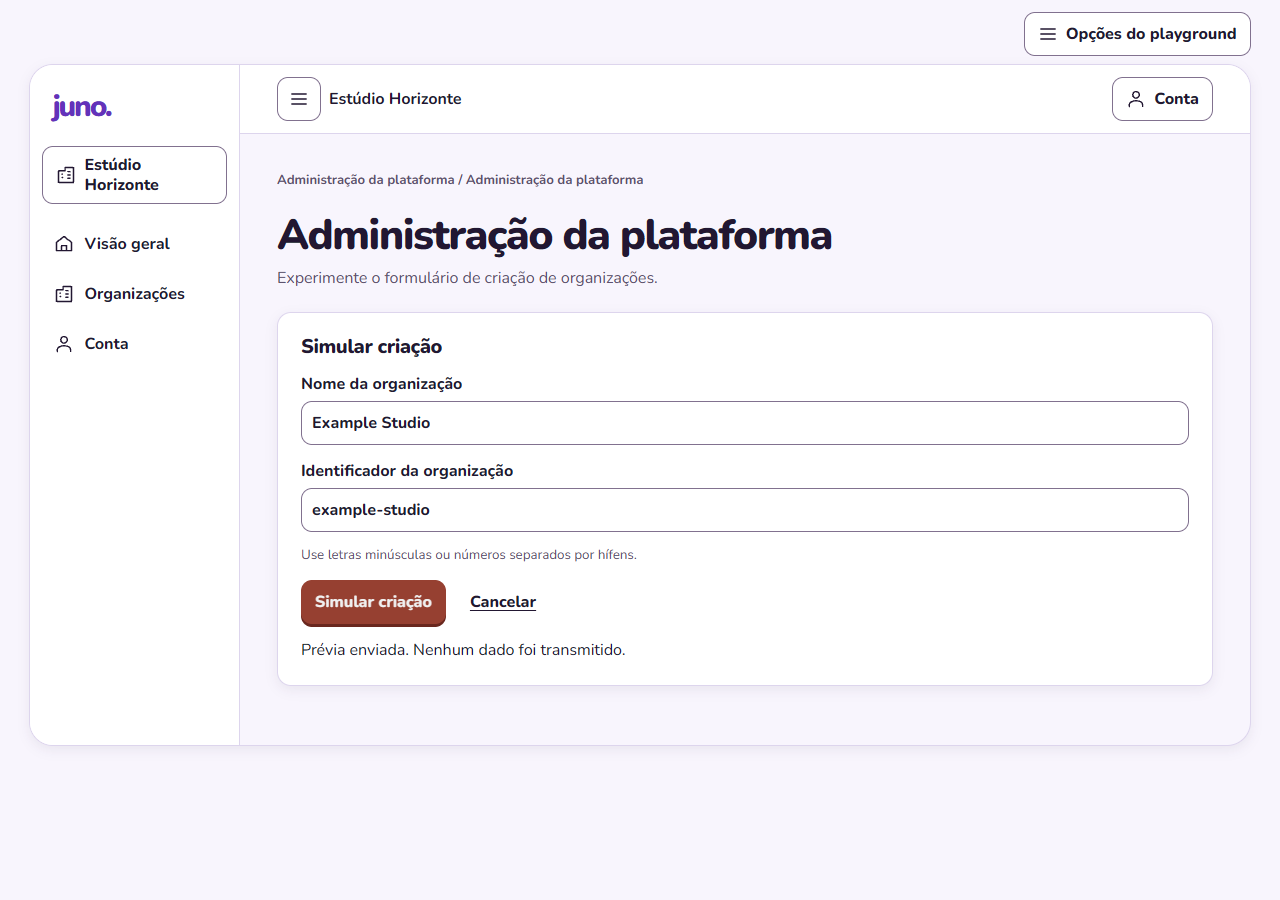 Opções do playground
juno.
Estúdio
Horizonte
Visão geral
Organizações
Conta
Estúdio Horizonte
Conta
Administração da plataforma / Administração da plataforma
Administração da plataforma
Experimente o formulário de criação de organizações.
Simular criação
Nome da organização
Example Studio
Identificador da organização
example-studio
Use letras minúsculas ou números separados por hífens.
Simular criação
Cancelar
Prévia enviada. Nenhum dado foi transmitido.